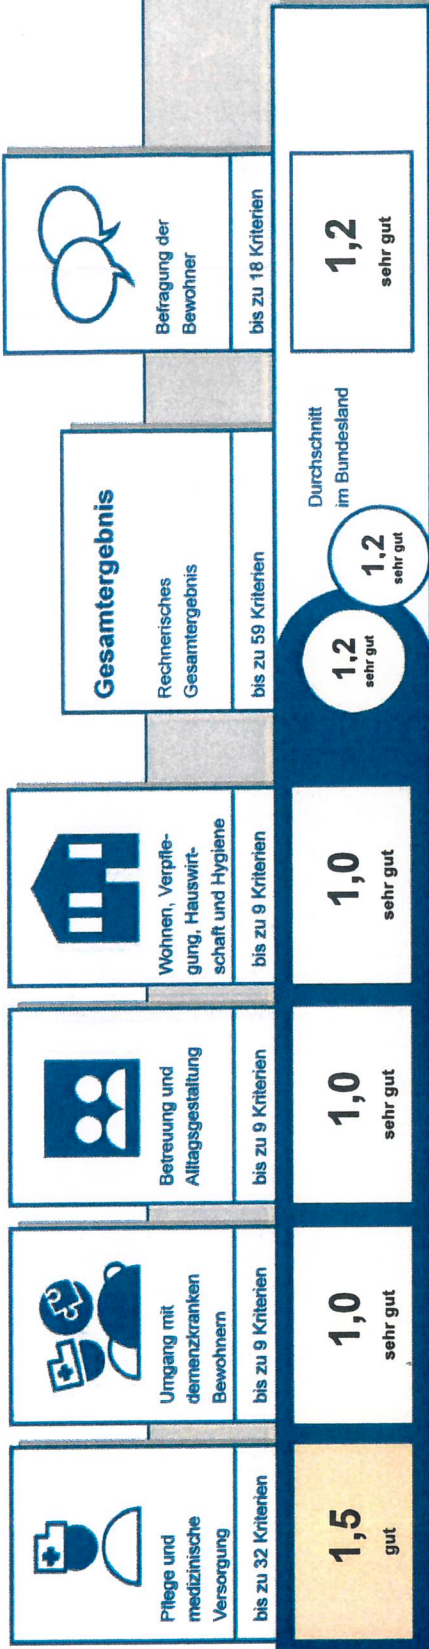 Pflege und
medizinische
Versorgung
bis zu 32 Kriterien
1,5
gut
Umgang mit
demenzkranken
Bewohnern
bis zu 9 Kriterien
1,0
sehr gut
Betreuung und
Alltagsgestaltung
bis zu 9 Kriterien
1,0
sehr gut
Wohnen, Verpfle-
gung, Hauswirt-
schaft und Hygiene
bis zu 9 Kriterien
1,0
sehr gut
Gesamtergebnis
Rechnerisches
Gesamtergebnis
bis zu 59 Kriterien
1,2
sehr gut
Durchschnitt
im Bundesland
1,2
sehr gut
Befragung der
Bewohner
bis zu 18 Kriterien
1,2
sehr gut